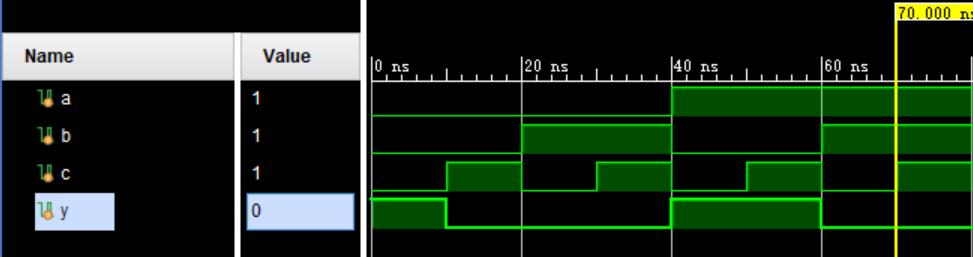 70.000 ns
Name Value
0 ns 20 ns 40 ns 60 ns
a 1
b 1
c 1
y 0